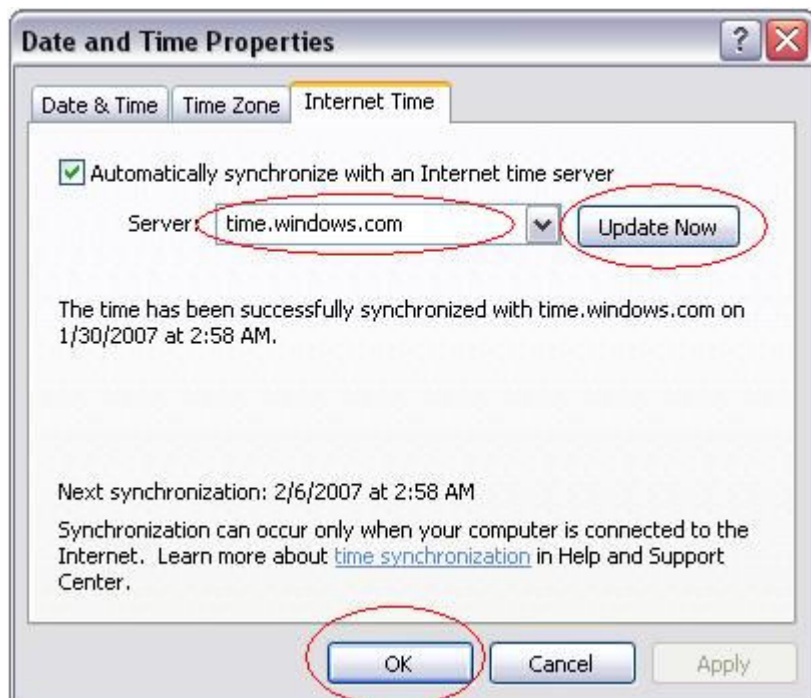 Date and Time Properties
?
Date & Time Time Zone Internet Time
Automatically synchronize with an Internet time server
Server: time.windows.com Update Now
The time has been successfully synchronized with time.windows.com on
1/30/2007 at 2:58 AM.
Next synchronization: 2/6/2007 at 2:58 AM
Synchronization can occur only when your computer is connected to the
Internet. Learn more about time synchronization in Help and Support
Center.
OK Cancel Apply